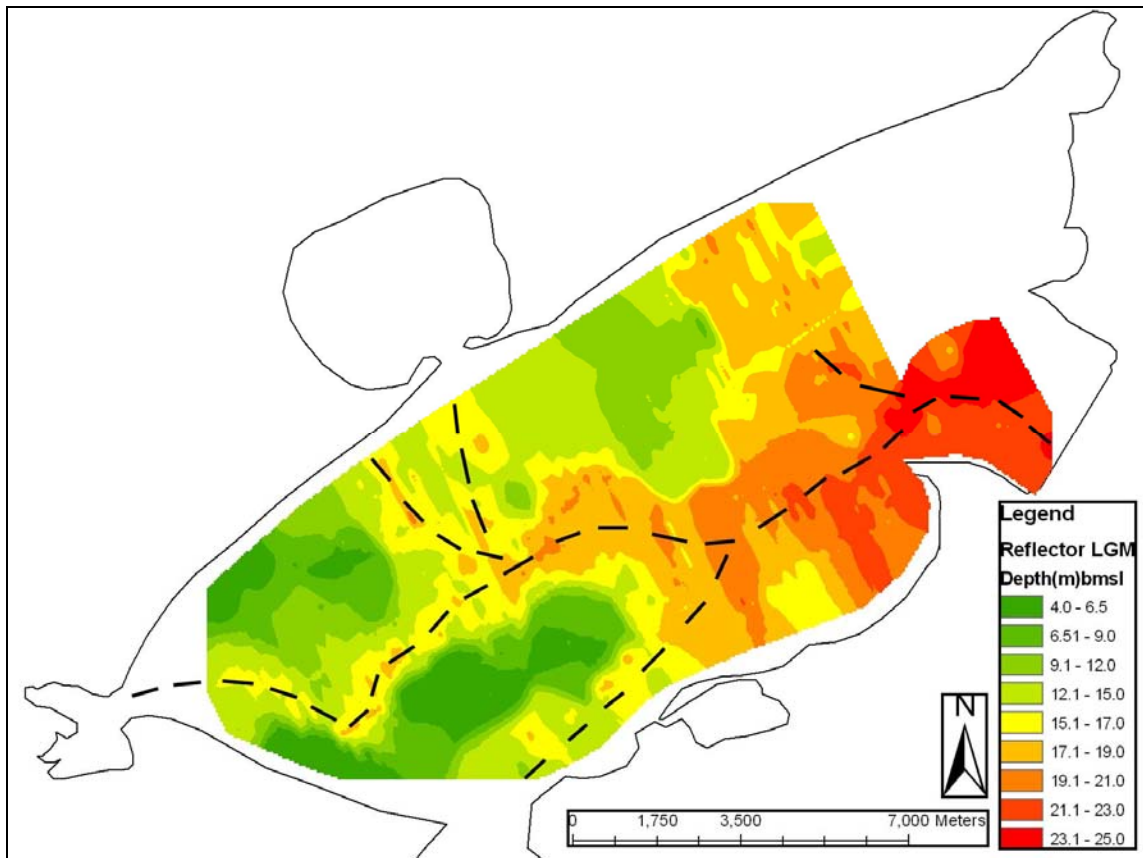 Legend
Reflector LGM
Depth(m)bmsl
4.0 - 6.5
6.51 - 9.0
9.1 - 12.0
12.1 - 15.0
15.1 - 17.0
17.1 - 19.0
19.1 - 21.0
21.1 - 23.0
23.1 - 25.0
N
0 1,750 3,500 7,000 Meters